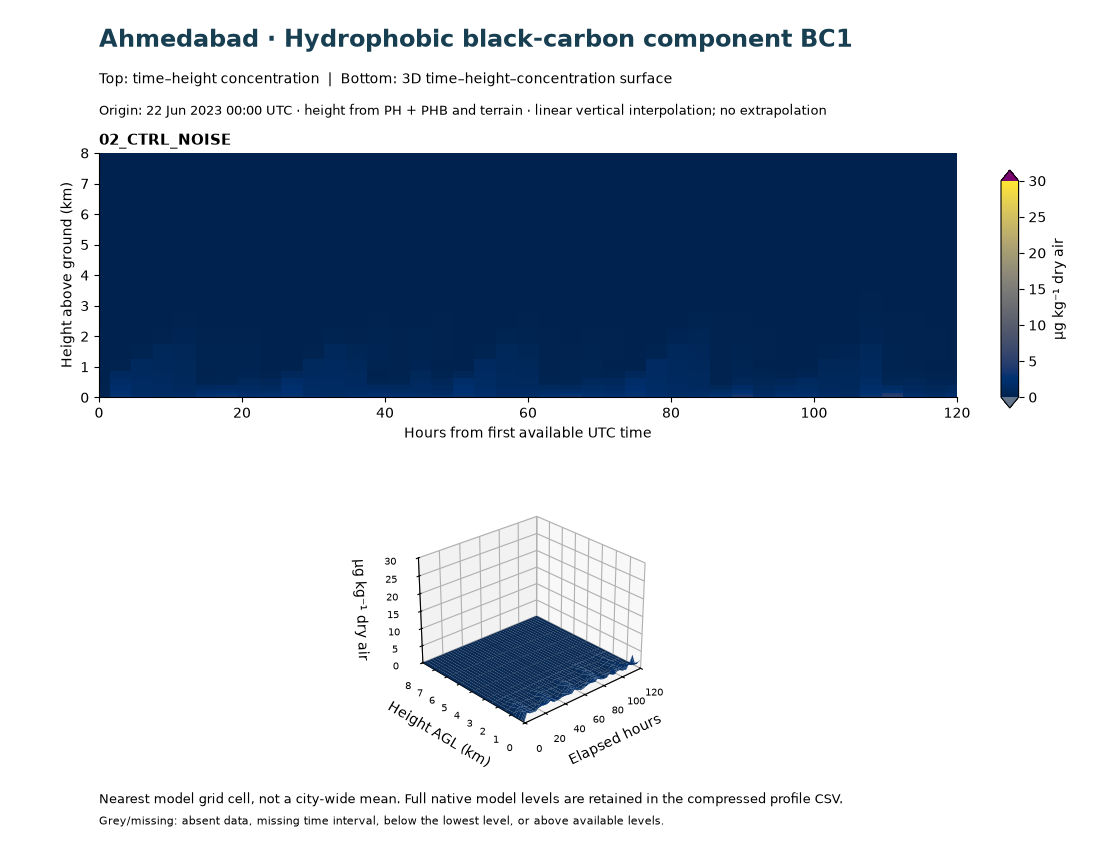 Ahmedabad · Hydrophobic black-carbon component BC1
Top: time–height concentration | Bottom: 3D time–height–concentration surface
Origin: 22 Jun 2023 00:00 UTC · height from PH + PHB and terrain · linear vertical interpolation; no extrapolation
02_CTRL_NOISE
8
7
6
5
4
3
2
1
0
Height above ground (km)
0 20 40 60 80 100 120
Hours from first available UTC time
30
25
20
15
10
5
0
µg kg⁻¹ dry air
30
25
20
15
10
5
0
µg kg⁻¹ dry air
8 7 6 5 4 3 2 1 0
Height AGL (km)
0 20 40 60 80 100 120
Elapsed hours
Nearest model grid cell, not a city-wide mean. Full native model levels are retained in the compressed profile CSV.
Grey/missing: absent data, missing time interval, below the lowest level, or above available levels.